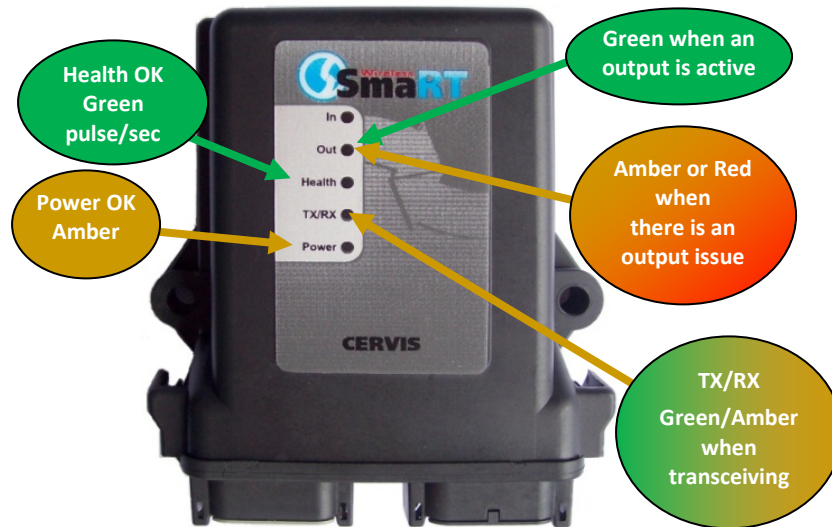 Health OK
Green
pulse/sec
Power OK
Amber
Wireless
SmaRT
In
Out
Health
TX/RX
Power
CERVIS
Green when an
output is active
Amber or Red
when
there is an
output issue
TX/RX
Green/Amber
when
transceiving